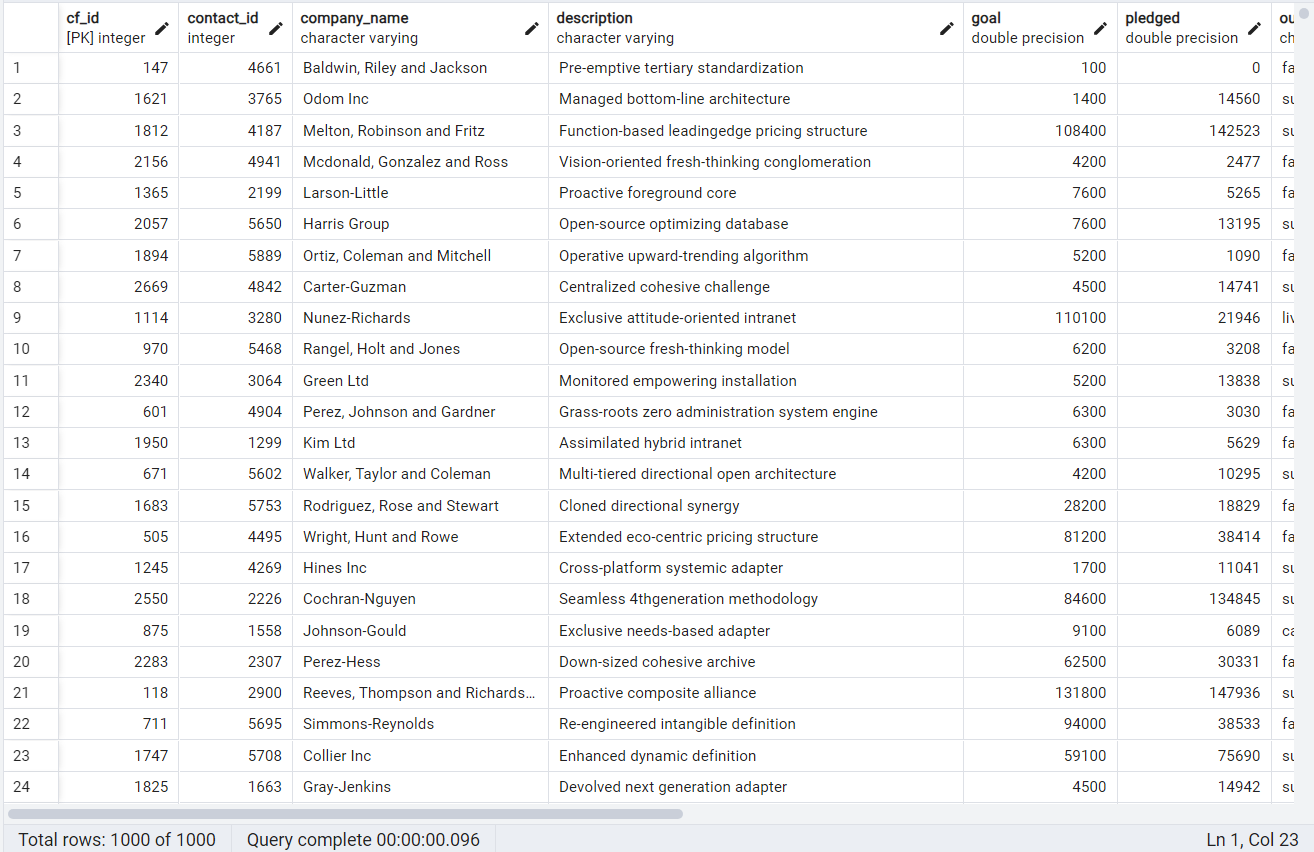 cf_id contact_id company_name description goal pledged ou
[PK] integer integer character varying character varying double precision double precision ch
1 147 4661 Baldwin, Riley and Jackson Pre-emptive tertiary standardization 100 0 fa
2 1621 3765 Odom Inc Managed bottom-line architecture 1400 14560 su
3 1812 4187 Melton, Robinson and Fritz Function-based leadingedge pricing structure 108400 142523 su
4 2156 4941 Mcdonald, Gonzalez and Ross Vision-oriented fresh-thinking conglomeration 4200 2477 fa
5 1365 2199 Larson-Little Proactive foreground core 7600 5265 fa
6 2057 5650 Harris Group Open-source optimizing database 7600 13195 su
7 1894 5889 Ortiz, Coleman and Mitchell Operative upward-trending algorithm 5200 1090 fa
8 2669 4842 Carter-Guzman Centralized cohesive challenge 4500 14741 su
9 1114 3280 Nunez-Richards Exclusive attitude-oriented intranet 110100 21946 liv
10 970 5468 Rangel, Holt and Jones Open-source fresh-thinking model 6200 3208 fa
11 2340 3064 Green Ltd Monitored empowering installation 5200 13838 su
12 601 4904 Perez, Johnson and Gardner Grass-roots zero administration system engine 6300 3030 fa
13 1950 1299 Kim Ltd Assimilated hybrid intranet 6300 5629 fa
14 671 5602 Walker, Taylor and Coleman Multi-tiered directional open architecture 4200 10295 su
15 1683 5753 Rodriguez, Rose and Stewart Cloned directional synergy 28200 18829 fa
16 505 4495 Wright, Hunt and Rowe Extended eco-centric pricing structure 81200 38414 fa
17 1245 4269 Hines Inc Cross-platform systemic adapter 1700 11041 su
18 2550 2226 Cochran-Nguyen Seamless 4thgeneration methodology 84600 134845 su
19 875 1558 Johnson-Gould Exclusive needs-based adapter 9100 6089 ca
20 2283 2307 Perez-Hess Down-sized cohesive archive 62500 30331 fa
21 118 2900 Reeves, Thompson and Richards... Proactive composite alliance 131800 147936 su
22 711 5695 Simmons-Reynolds Re-engineered intangible definition 94000 38533 fa
23 1747 5708 Collier Inc Enhanced dynamic definition 59100 75690 su
24 1825 1663 Gray-Jenkins Devolved next generation adapter 4500 14942 su
Total rows: 1000 of 1000 Query complete 00:00:00.096 Ln 1, Col 23